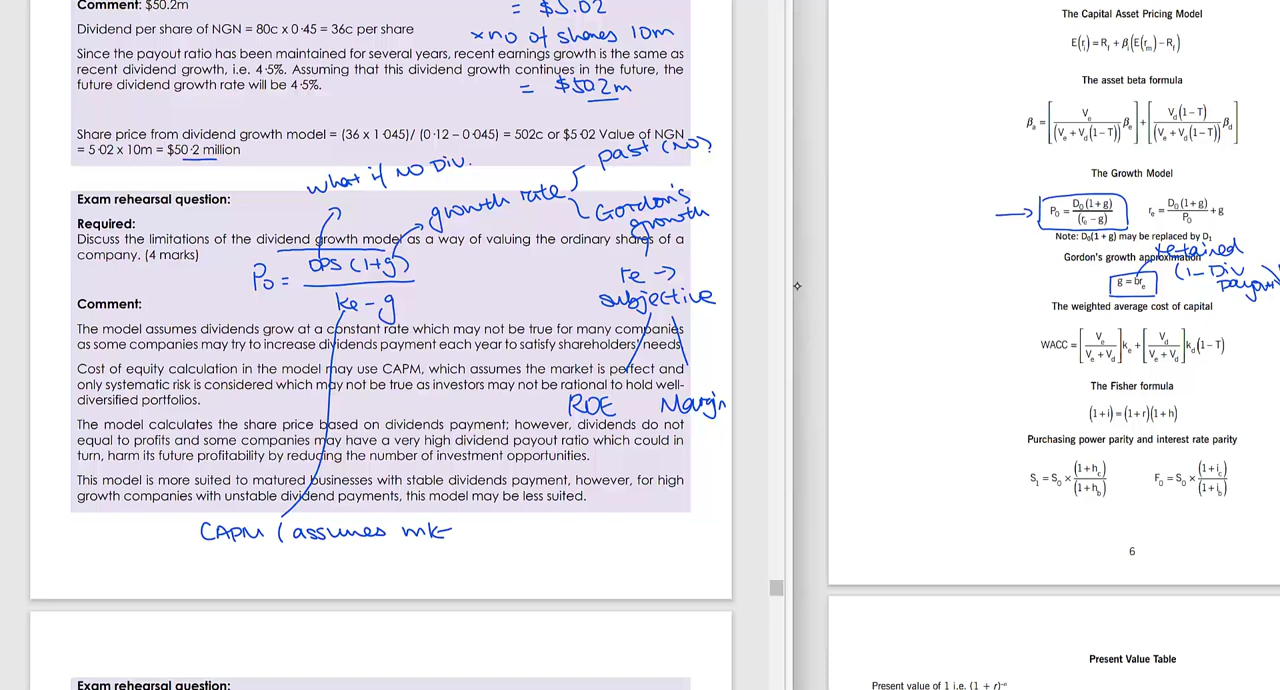 Comment: $50.2m
= $5.02
Dividend per share of NGN = 80c x 0·45 = 36c per share
x no of shares 10m
Since the payout ratio has been maintained for several years, recent earnings growth is the same as
recent dividend growth, i.e. 4·5%. Assuming that this dividend growth continues in the future, the
future dividend growth rate will be 4·5%.
= $50.2m
Share price from dividend growth model = (36 x 1·045)/ (0·12 – 0·045) = 502c or $5·02 Value of NGN
= 5·02 x 10m = $50·2 million
past (No?
what if NO Div.
growth rate
Gordon's
growth
Exam rehearsal question:
Required:
Discuss the limitations of the dividend growth model as a way of valuing the ordinary shares of a
company. (4 marks)
P0 = DPS (1+g) / ke - g
re →
subjective
Comment:
The model assumes dividends grow at a constant rate which may not be true for many companies
as some companies may try to increase dividends payment each year to satisfy shareholders' needs.
Cost of equity calculation in the model may use CAPM, which assumes the market is perfect and
only systematic risk is considered which may not be true as investors may not be rational to hold well-
diversified portfolios.
ROE Margin
The model calculates the share price based on dividends payment; however, dividends do not
equal to profits and some companies may have a very high dividend payout ratio which could in
turn, harm its future profitability by reducing the number of investment opportunities.
This model is more suited to matured businesses with stable dividends payment, however, for high
growth companies with unstable dividend payments, this model may be less suited.
CAPM (assumes mk
Exam rehearsal question:
The Capital Asset Pricing Model
E(ri) = Rf + βi(E(rm) – Rf)
The asset beta formula
βa = [Ve / (Ve + Vd(1 – T)) βe] + [Vd(1 – T) / (Ve + Vd(1 – T)) βd]
The Growth Model
→ P0 = D0(1 + g) / (re – g) re = D0(1 + g) / P0 + g
Note: D0(1 + g) may be replaced by D1
Gordon's growth approximation
retained
(1 - Div
payout
g = bre
The weighted average cost of capital
WACC = [Ve / (Ve + Vd)] ke + [Vd / (Ve + Vd)] kd(1 – T)
The Fisher formula
(1 + i) = (1 + r)(1 + h)
Purchasing power parity and interest rate parity
S1 = S0 × (1 + hc) / (1 + hb) F0 = S0 × (1 + ic) / (1 + ib)
6
Present Value Table
Present value of 1 i.e. (1 + r)–n